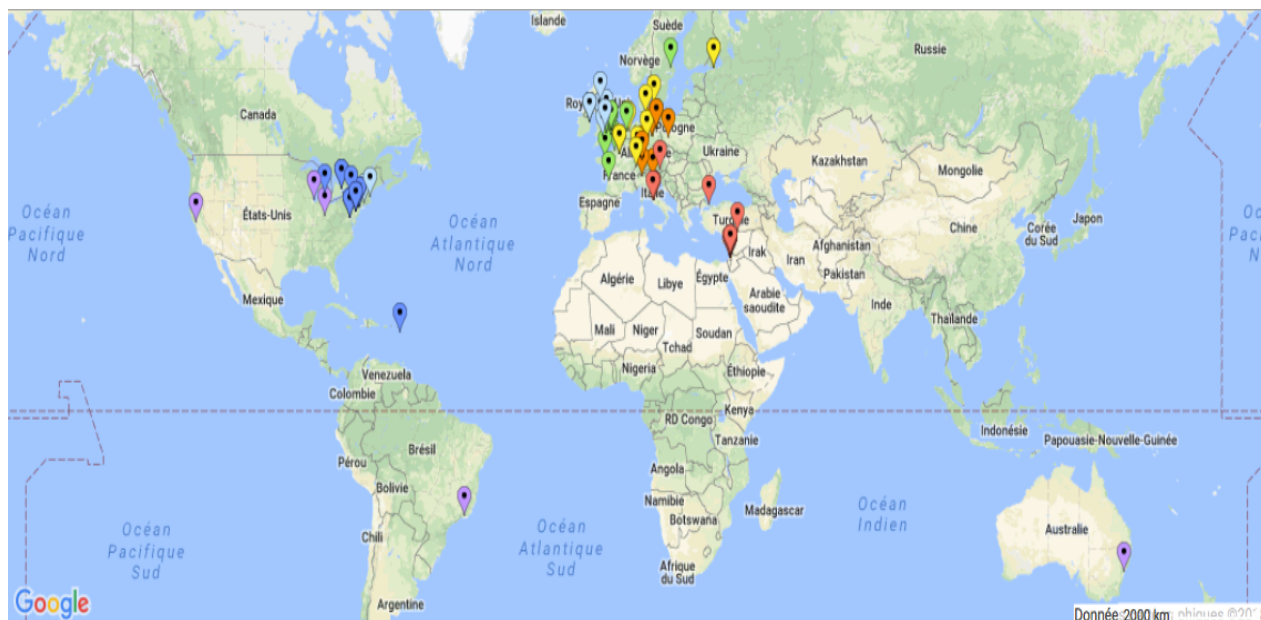 Islande
Suède
Norvège
Russie
Canada
Pologne
Ukraine
Kazakhstan
Mongolie
France
Italie
Espagne
États-Unis
Océan
Pacifique
Nord
Océan
Atlantique
Nord
Turquie
Chine
Corée
du Sud
Japon
Irak
Iran
Afghanistan
Pakistan
Algérie
Libye
Égypte
Arabie
saoudite
Inde
Mexique
Mali
Niger
Soudan
Tchad
Thaïlande
Nigeria
Éthiopie
Venezuela
Colombie
RD Congo
Kenya
Tanzanie
Indonésie
Papouasie-Nouvelle-Guinée
Brésil
Pérou
Bolivie
Angola
Namibie
Botswana
Madagascar
Océan
Indien
Australie
Océan
Pacifique
Sud
Chili
Océan
Atlantique
Sud
Afrique
du Sud
Argentine
Google
Donnée 2000 km